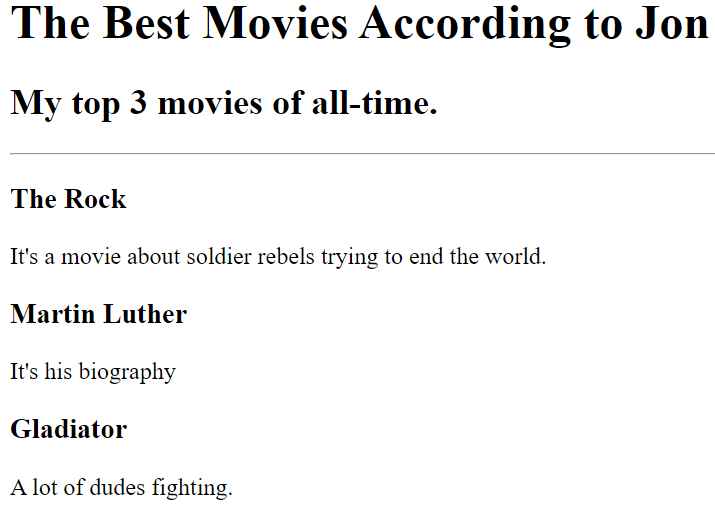 The Best Movies According to Jon
My top 3 movies of all-time.
The Rock
It's a movie about soldier rebels trying to end the world.
Martin Luther
It's his biography
Gladiator
A lot of dudes fighting.